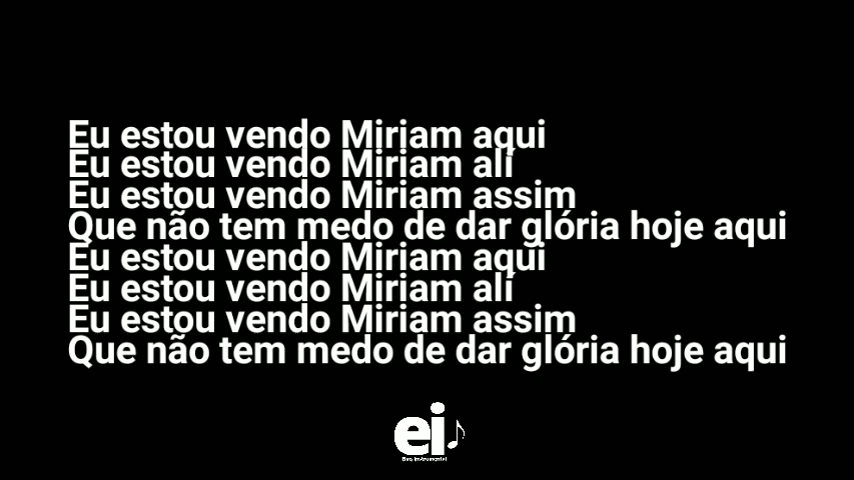 Eu estou vendo Miriam aqui
Eu estou vendo Miriam alí
Eu estou vendo Miriam assim
Que não tem medo de dar glória hoje aqui
Eu estou vendo Miriam aqui
Eu estou vendo Miriam alí
Eu estou vendo Miriam assim
Que não tem medo de dar glória hoje aqui
ei